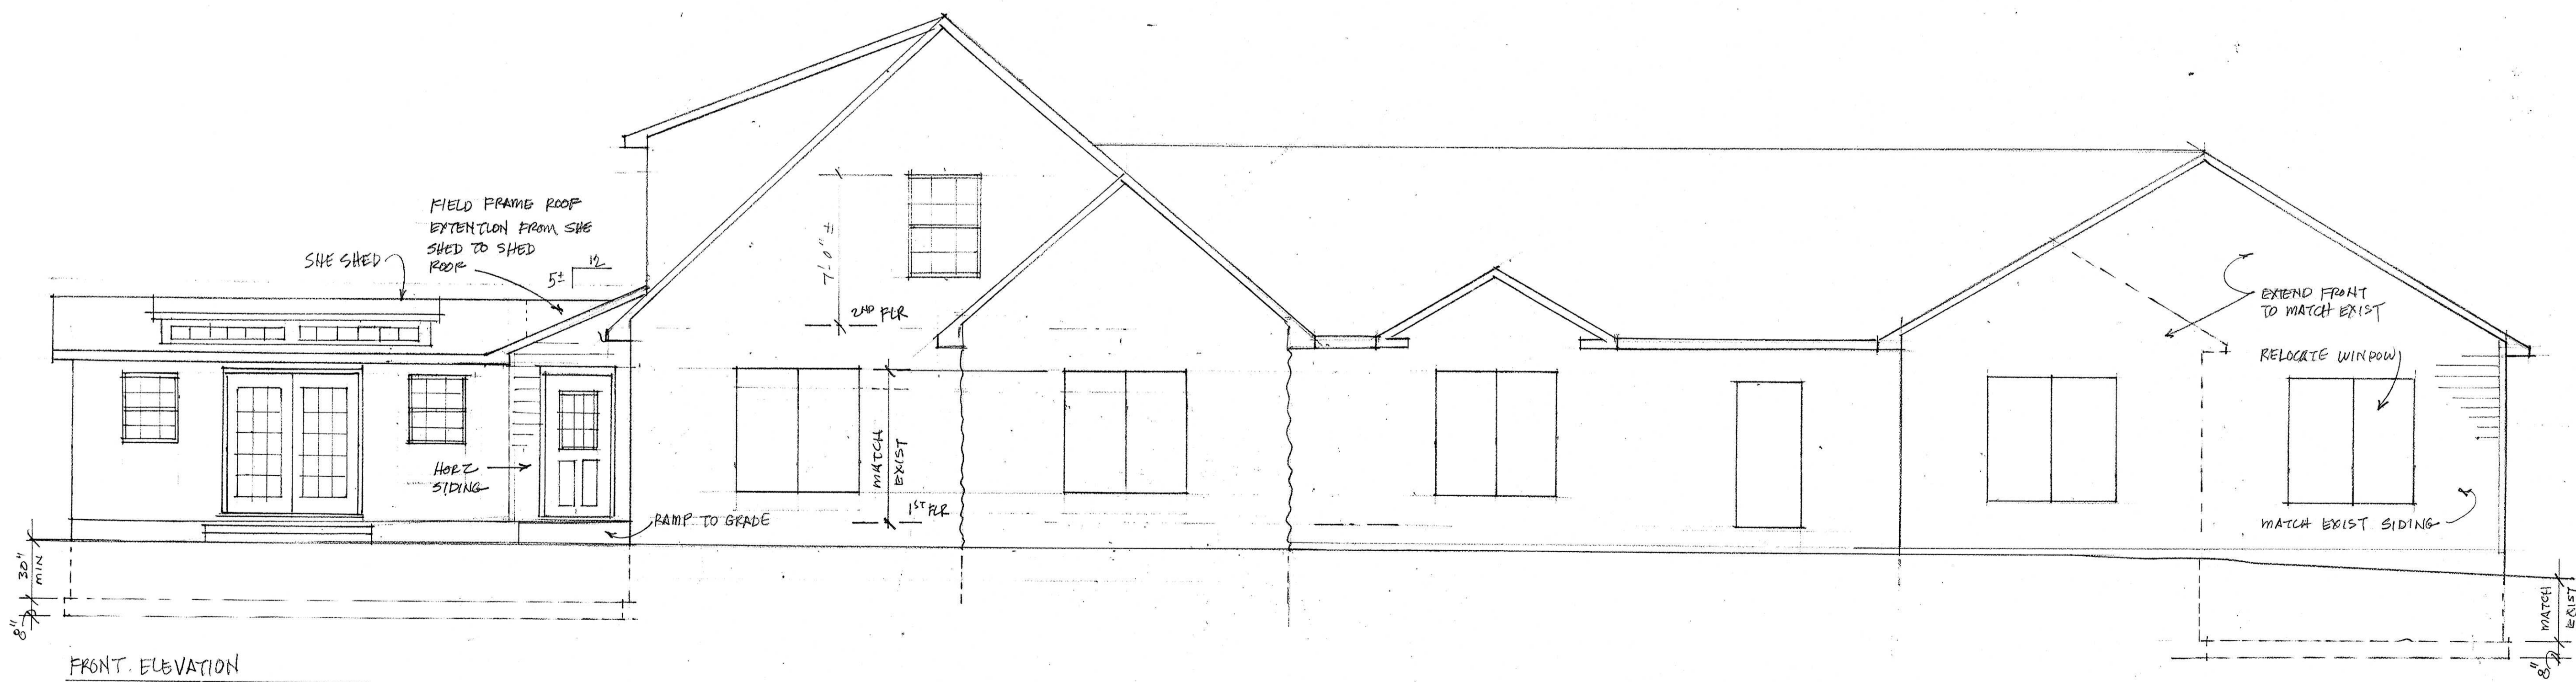 FIELD FRAME ROOF
EXTENTION FROM SHE
SHED TO SHED
ROOF
SHE SHED
5±
12
7'-0" ±
2ND FLR
EXTEND FRONT
TO MATCH EXIST
RELOCATE WINDOW
MATCH
EXIST
HORZ
SIDING
1ST FLR
RAMP TO GRADE
MATCH EXIST SIDING
30"
MIN
8"
MATCH
EXIST
8"
FRONT ELEVATION